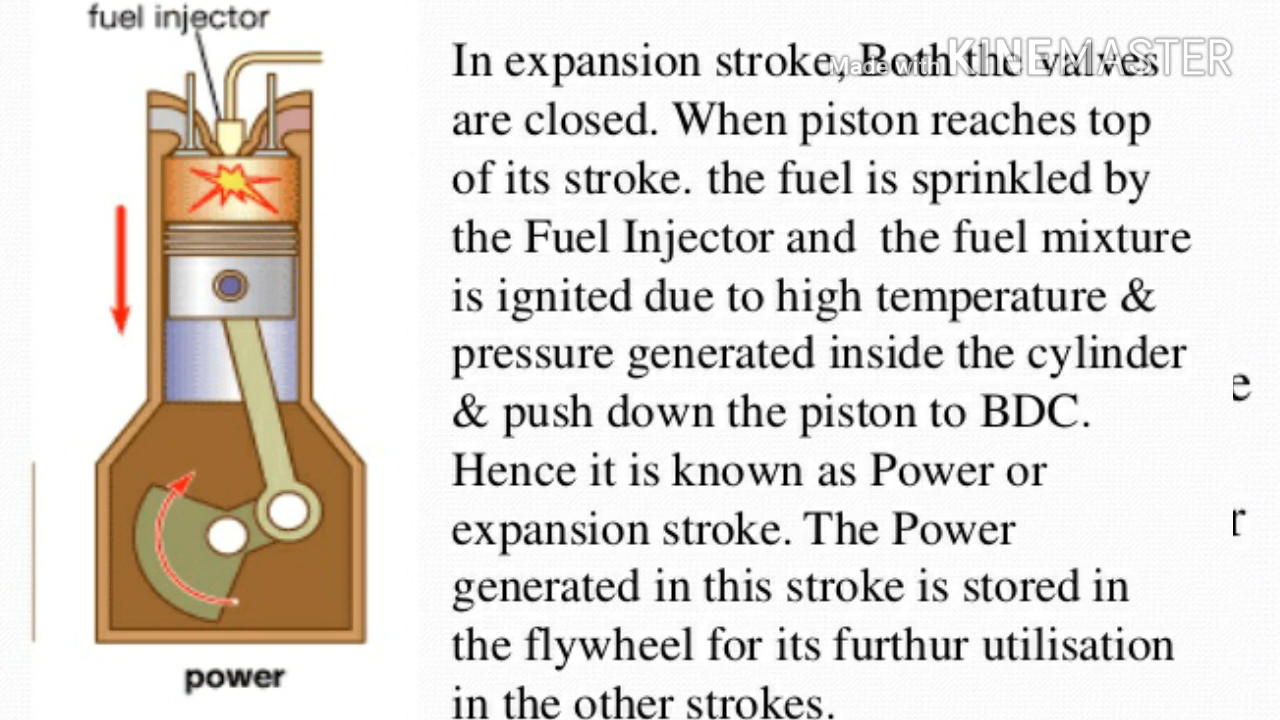 fuel injector
In expansion stroke, Both the valves
are closed. When piston reaches top
of its stroke. the fuel is sprinkled by
the Fuel Injector and the fuel mixture
is ignited due to high temperature &
pressure generated inside the cylinder
& push down the piston to BDC.
Hence it is known as Power or
expansion stroke. The Power
generated in this stroke is stored in
the flywheel for its furthur utilisation
in the other strokes.
power
Made with KINEMASTER
e
r